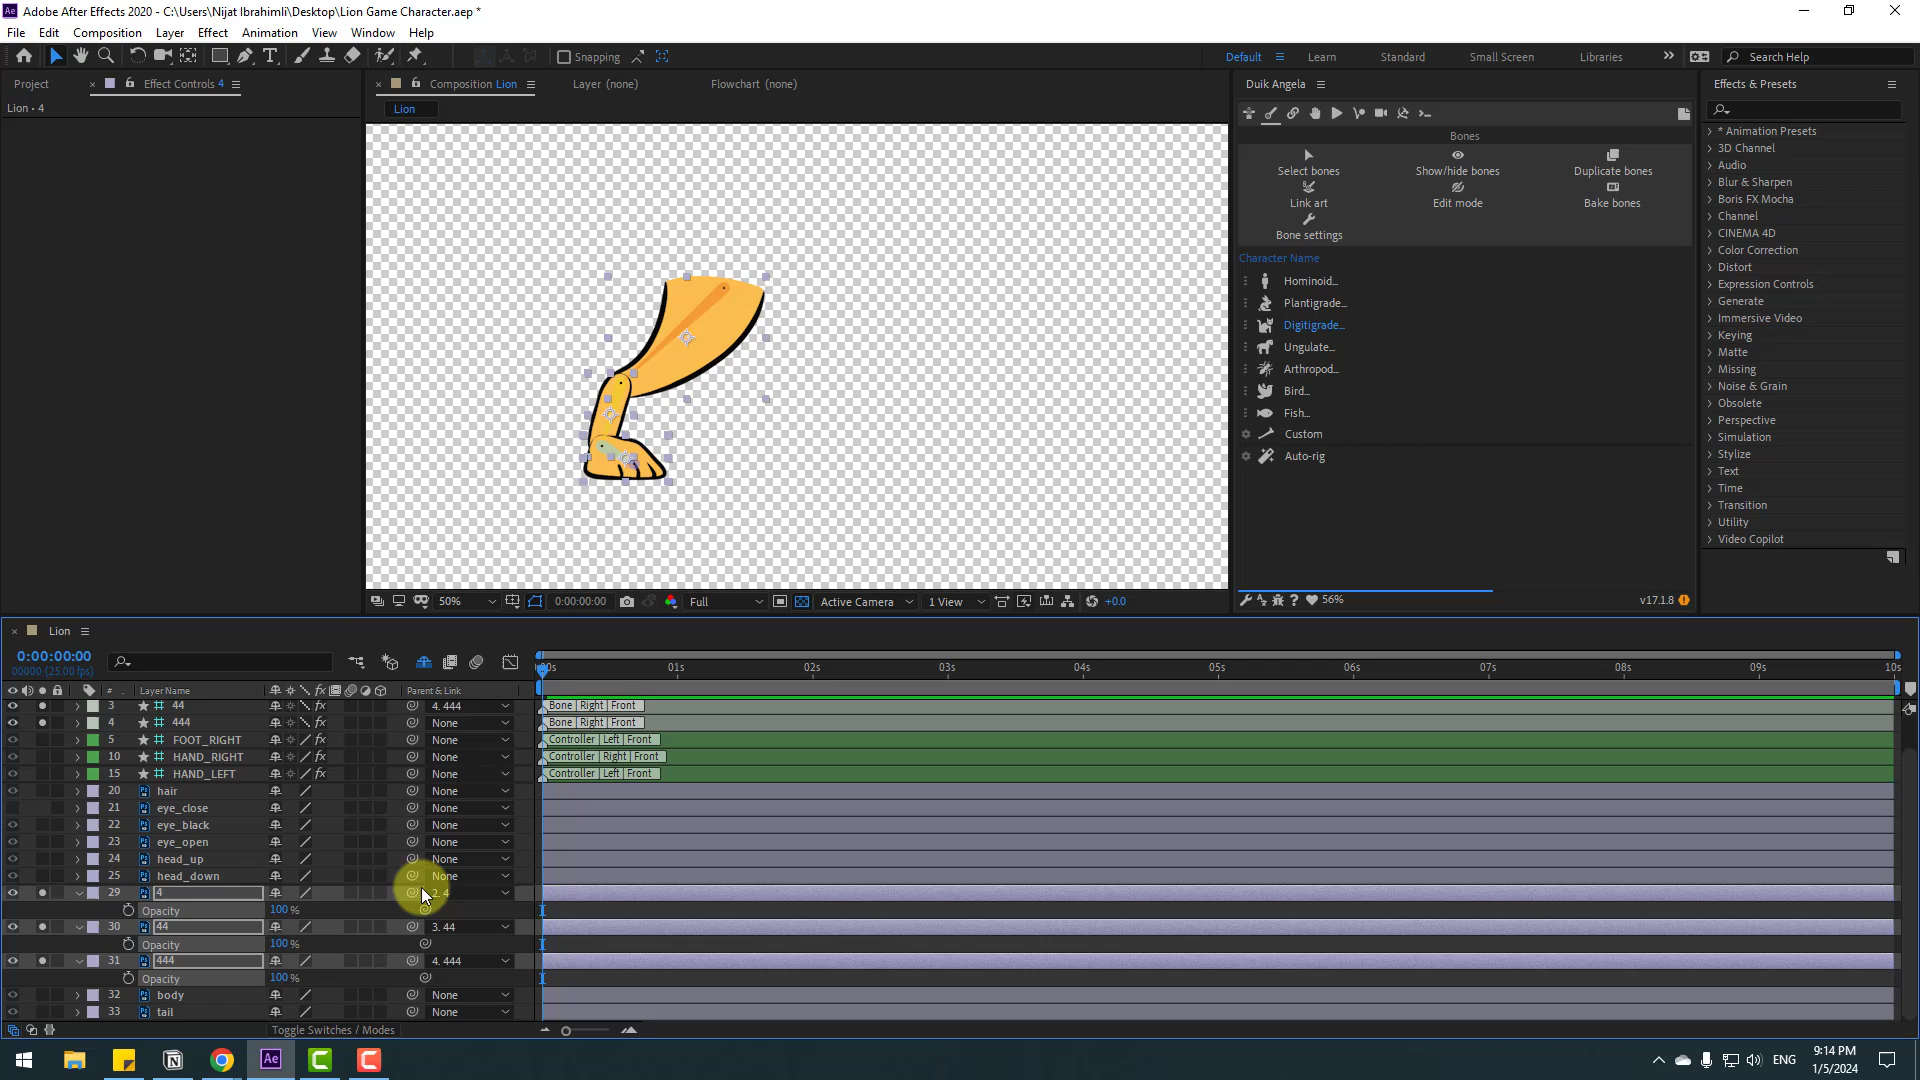 Adobe After Effects 2020 - C:\Users\Nijat Ibrahimli\Desktop\Lion Game Character.aep *
File Edit Composition Layer Effect Animation View Window Help
Snapping Default Learn Standard Small Screen Libraries Search Help
Project Effect Controls 4 Composition Lion Layer (none) Flowchart (none) Duik Angela Effects & Presets
Lion • 4
Lion
Bones
Select bones Show/hide bones Duplicate bones
Link art Edit mode Bake bones
Bone settings
Character Name
Hominoid...
Plantigrade...
Digitigrade...
Ungulate...
Arthropod...
Bird...
Fish...
Custom
Auto-rig
* Animation Presets
3D Channel
Audio
Blur & Sharpen
Boris FX Mocha
Channel
CINEMA 4D
Color Correction
Distort
Expression Controls
Generate
Immersive Video
Keying
Matte
Missing
Noise & Grain
Obsolete
Perspective
Simulation
Stylize
Text
Time
Transition
Utility
Video Copilot
50% 0:00:00:00 Full Active Camera 1 View +0.0
56% v17.1.8
Lion
0:00:00:00
00000 (25.00 fps)
00s 01s 02s 03s 04s 05s 06s 07s 08s 09s 10s
# Layer Name Parent & Link
3 44 4. 444 Bone | Right | Front
4 444 None Bone | Right | Front
5 FOOT_RIGHT None Controller | Left | Front
10 HAND_RIGHT None Controller | Right | Front
15 HAND_LEFT None Controller | Left | Front
20 hair None
21 eye_close None
22 eye_black None
23 eye_open None
24 head_up None
25 head_down None
29 4 2. 4
Opacity 100 %
30 44 3. 44
Opacity 100 %
31 444 4. 444
Opacity 100 %
32 body None
33 tail None
Toggle Switches / Modes
ENG 9:14 PM
1/5/2024